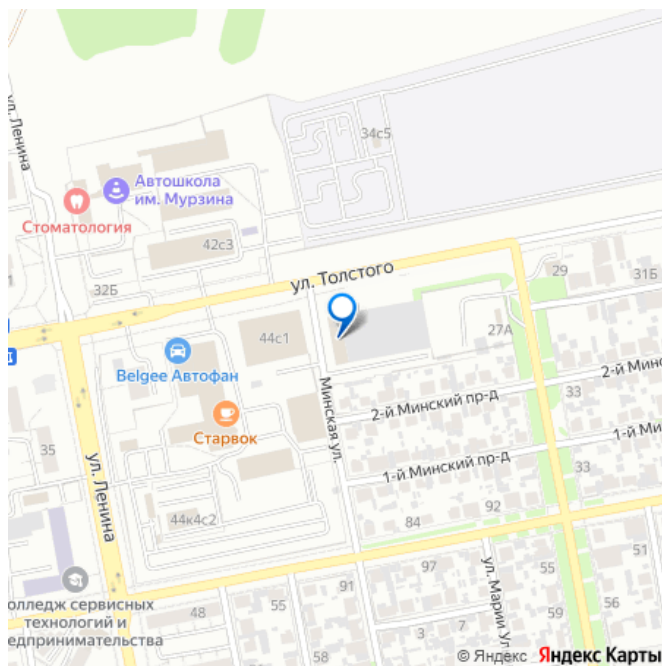 ул. Ленина
34с5
Автошкола
им. Мурзина
Стоматология
42с3
ул. Толстого
29
31Б
32Б
44с1
27А
Belgee Автофан
2-й Минс
33
Минская ул.
2-й Минский пр-д
Старвок
1-й Минс
35
ул. Ленина
1-й Минский пр-д
33
44к4с2
84
92
51
97
91
ул. Марии Ул
56
олледж сервисных
технологий и
едпринимательства
48
55
55
3
7
59
© Яндекс Яндекс Карты